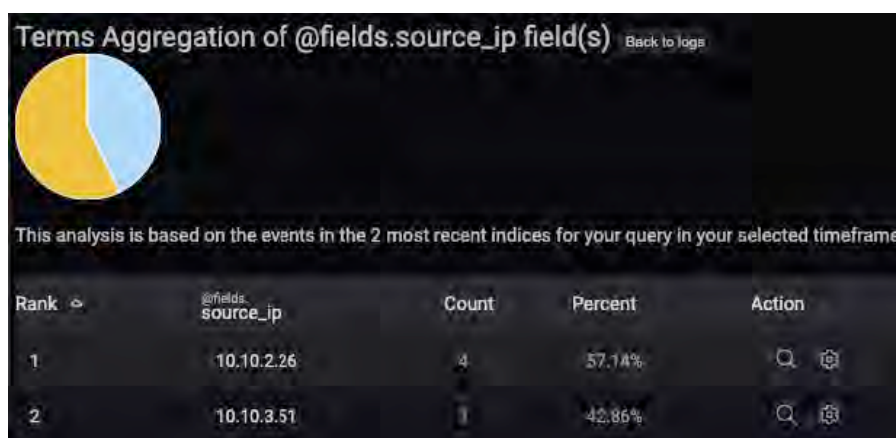 Terms Aggregation of @fields.source_ip field(s) Back to logs
This analysis is based on the events in the 2 most recent indices for your query in your selected timeframe
Rank @fields. source_ip Count Percent Action
1 10.10.2.26 4 57.14%
2 10.10.3.51 3 42.86%